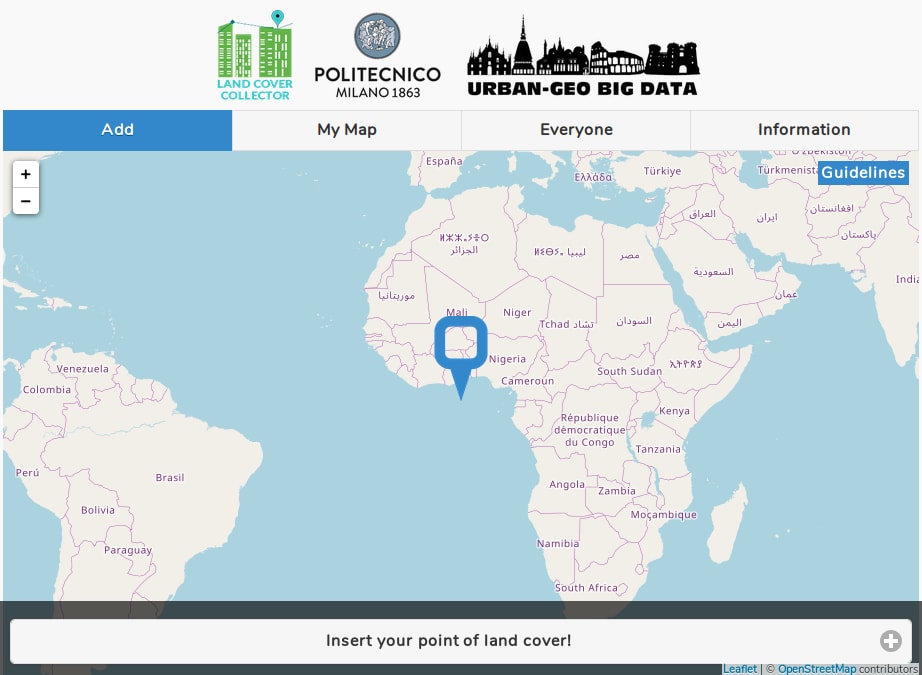 LAND COVER
COLLECTOR
POLITECNICO
MILANO 1863
URBAN-GEO BIG DATA
Add
My Map
Everyone
Information
+
−
Guidelines
España
Ελλάδα
Türkiye
العراق
ایران
افغانستان
پاکستان
ⵍⵣⵣⴰⵢⴻⵔ
الجزائر
ليبيا
مصر
السعودية
India
موريتانيا
Mali
Niger
Tchad تشاد
السودان
اليمن
عمان
Nigeria
Cameroun
South Sudan
ኢትዮጵያ
Venezuela
Colombia
République
démocratique
du Congo
Kenya
Tanzania
Perú
Brasil
Angola
Zambia
Bolivia
Moçambique
Paraguay
Namibia
South Africa
Insert your point of land cover!
Leaflet | © OpenStreetMap contributors